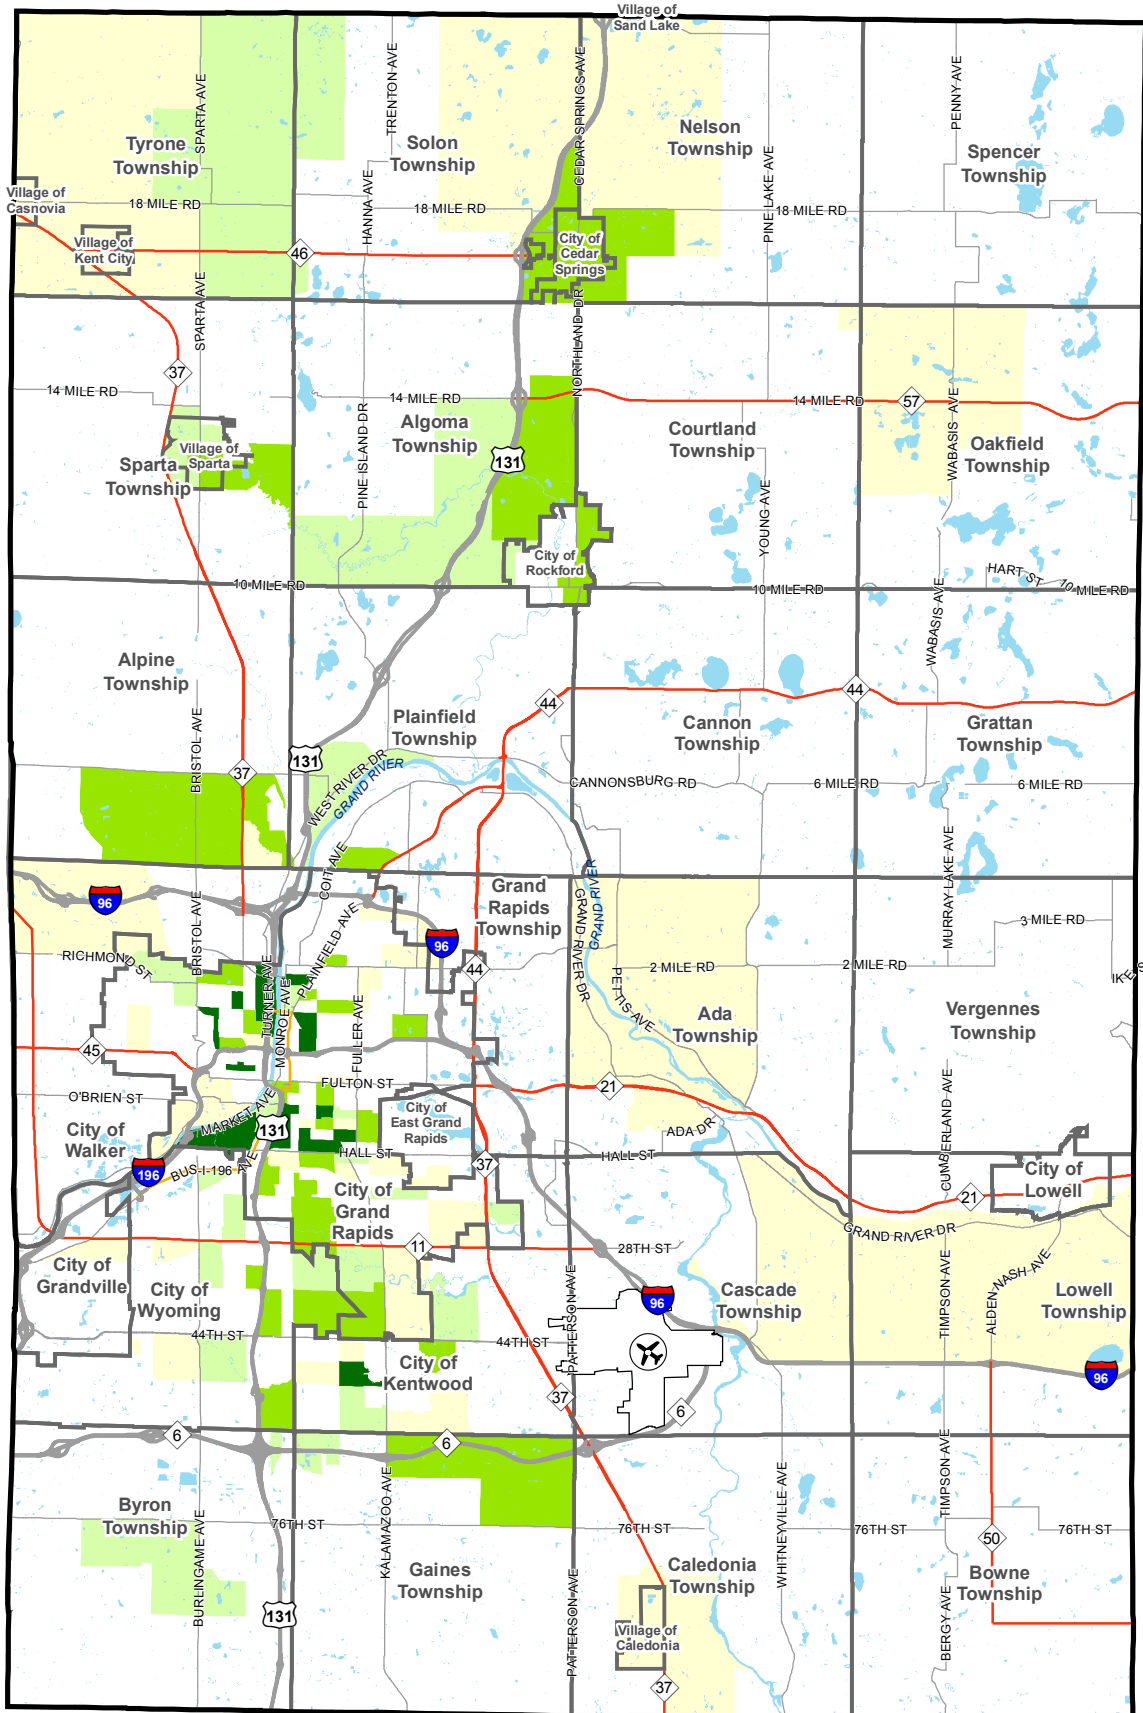 Village of
Sand Lake
SPARTA AVE
TRENTON AVE
CEDAR SPRINGS AVE
PENNY AVE
Tyrone
Township
Solon
Township
Nelson
Township
Spencer
Township
PINE LAKE AVE
HANNA AVE
Village of
Casnovia
18 MILE RD
18 MILE RD
18 MILE RD
Village of
Kent City
46
City of
Cedar
Springs
SPARTA AVE
NORTHLAND DR
37
14 MILE RD
14 MILE RD
14 MILE RD
57
PINE ISLAND DR
Algoma
Township
Courtland
Township
WABASIS AVE
Oakfield
Township
Village of
Sparta
Sparta
Township
131
YOUNG AVE
City of
Rockford
10 MILE RD
10 MILE RD
HART ST
10 MILE RD
WABASIS AVE
Alpine
Township
44
44
Plainfield
Township
Cannon
Township
Grattan
Township
BRISTOL AVE
131
37
WEST RIVER DR
GRAND RIVER
CANNONSBURG RD
6 MILE RD
6 MILE RD
COIT AVE
MURRAY LAKE AVE
GRAND RIVER
96
Grand
Rapids
Township
GRAND RIVER DR
BRISTOL AVE
PLAINFIELD AVE
3 MILE RD
96
RICHMOND ST
44
2 MILE RD
2 MILE RD
IKE S
TURNER AVE
MONROE AVE
PETTIS AVE
FULLER AVE
Ada
Township
Vergennes
Township
45
FULTON ST
21
O'BRIEN ST
MARKET AVE
City of
East Grand
Rapids
CUMBERLAND AVE
City of
Walker
131
ADA DR
HALL ST
HALL ST
196
BUS-I-196
AVE
37
City of
Lowell
21
City of
Grand
Rapids
GRAND RIVER DR
11
28TH ST
City of
Grandville
City of
Wyoming
PATTERSON AVE
96
Cascade
Township
TIMPSON AVE
ALDEN NASH AVE
Lowell
Township
44TH ST
44TH ST
City of
Kentwood
96
37
6
6
6
KALAMAZOO AVE
WHITNEYVILLE AVE
TIMPSON AVE
Byron
Township
BURLINGAME AVE
76TH ST
76TH ST
76TH ST
76TH ST
50
Gaines
Township
Caledonia
Township
Bowne
Township
131
PATTERSON AVE
BERGY AVE
Village of
Caledonia
37